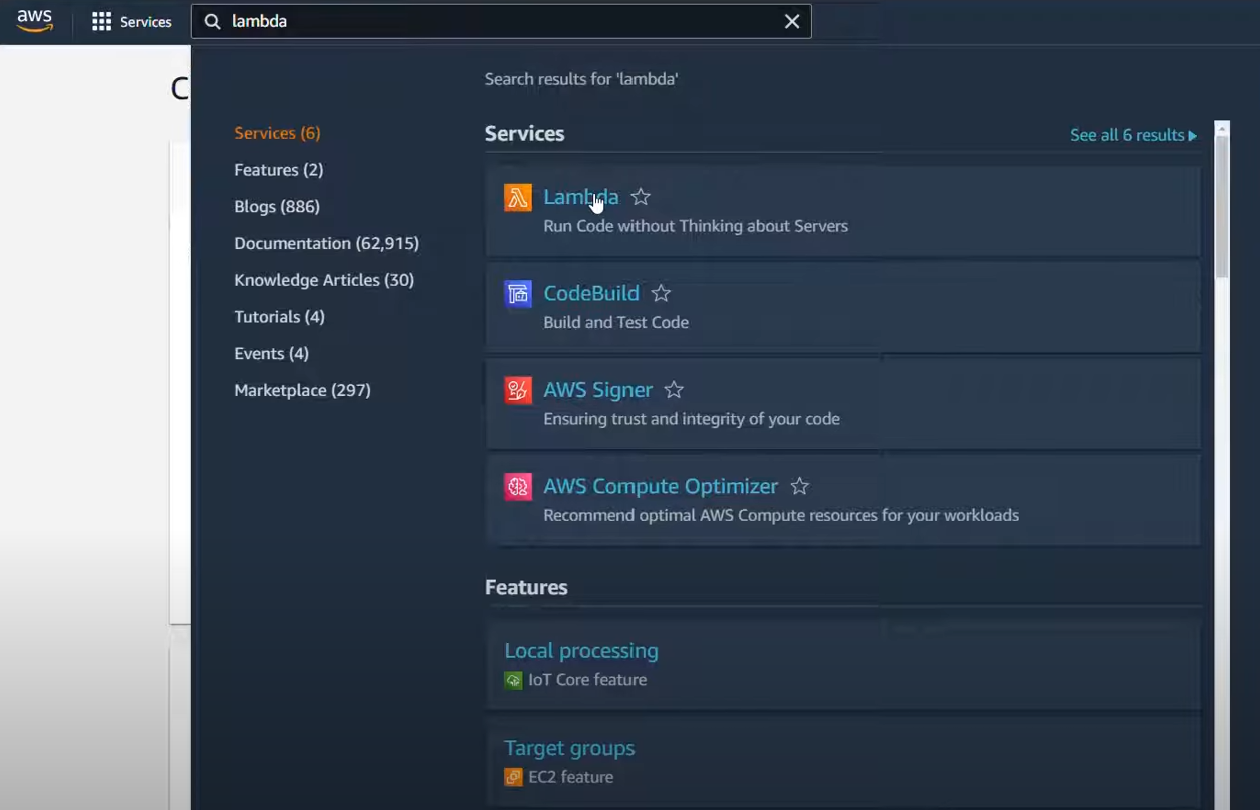 aws
Services
lambda
C
Search results for 'lambda'
Services (6)
Features (2)
Blogs (886)
Documentation (62,915)
Knowledge Articles (30)
Tutorials (4)
Events (4)
Marketplace (297)
Services
See all 6 results
Lambda
Run Code without Thinking about Servers
CodeBuild
Build and Test Code
AWS Signer
Ensuring trust and integrity of your code
AWS Compute Optimizer
Recommend optimal AWS Compute resources for your workloads
Features
Local processing
IoT Core feature
Target groups
EC2 feature